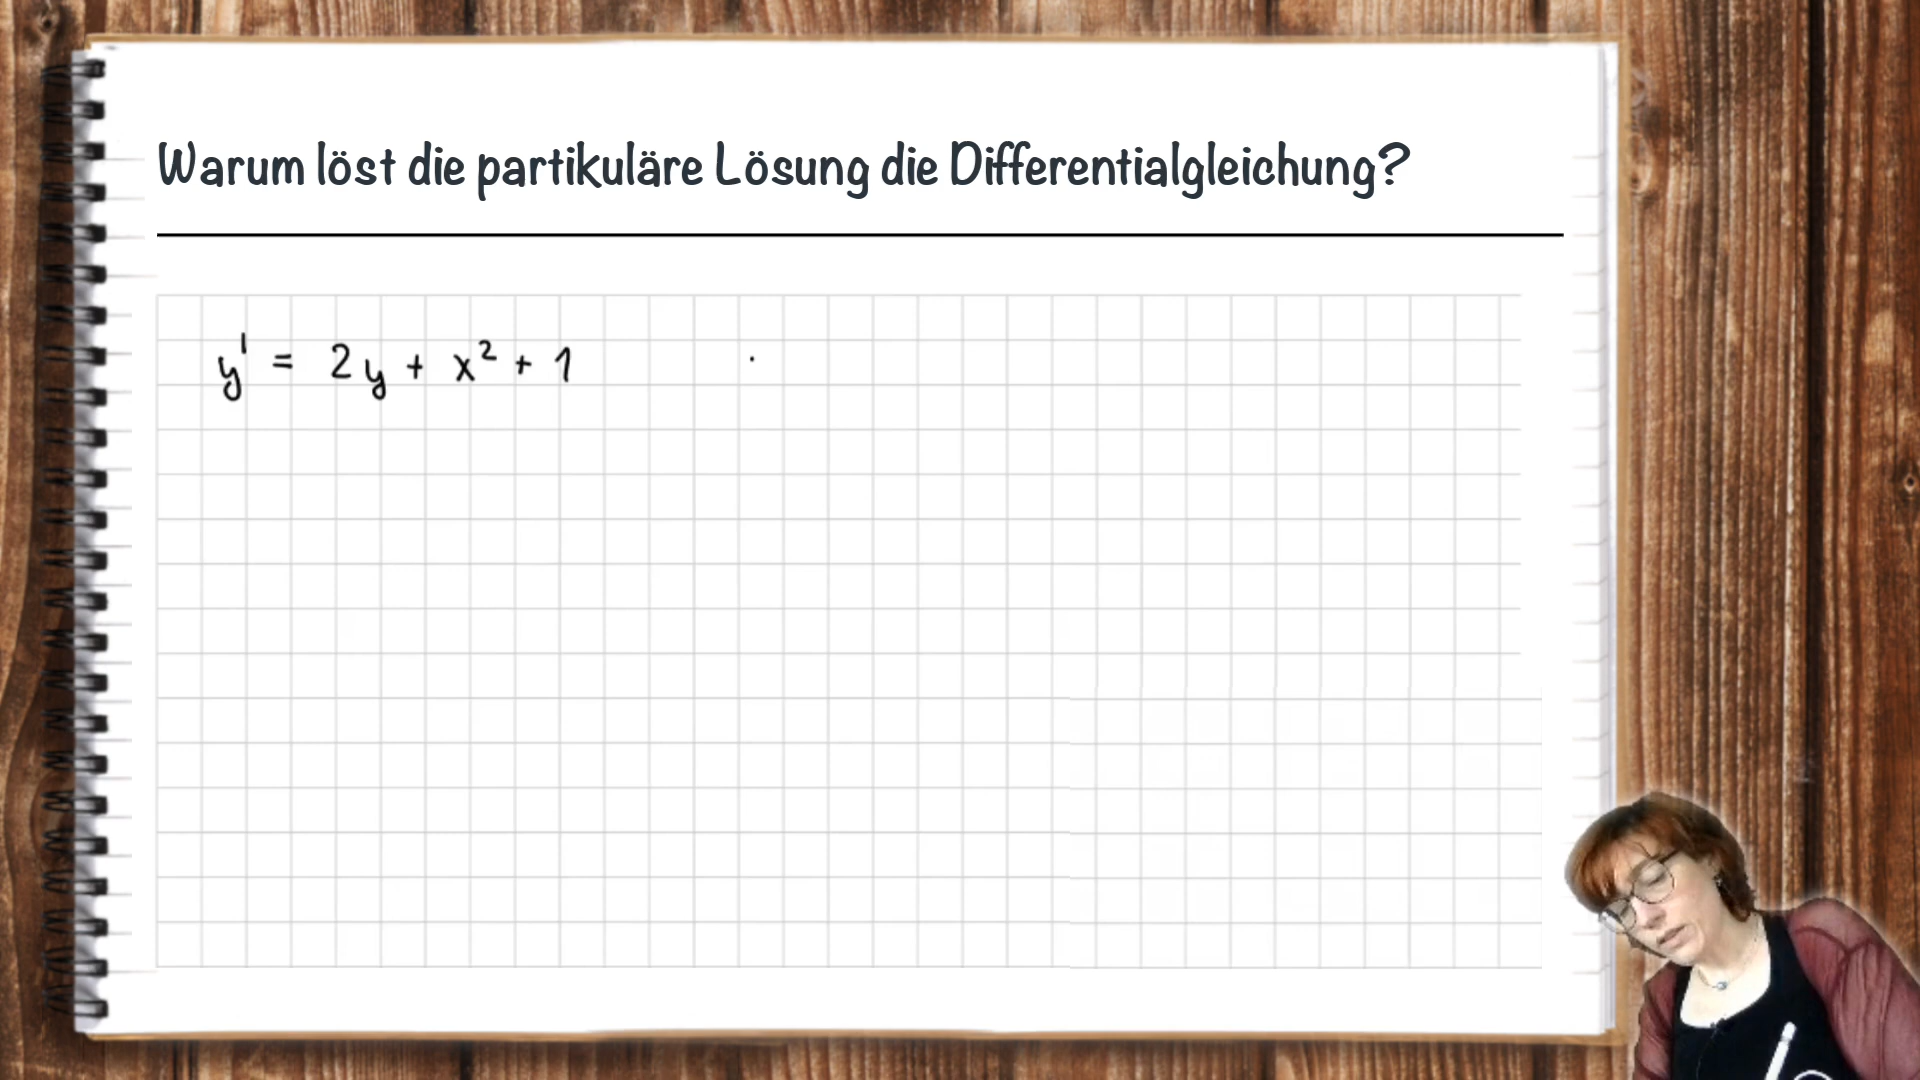 Warum löst die partikuläre Lösung die Differentialgleichung?
y' = 2y + x² + 1